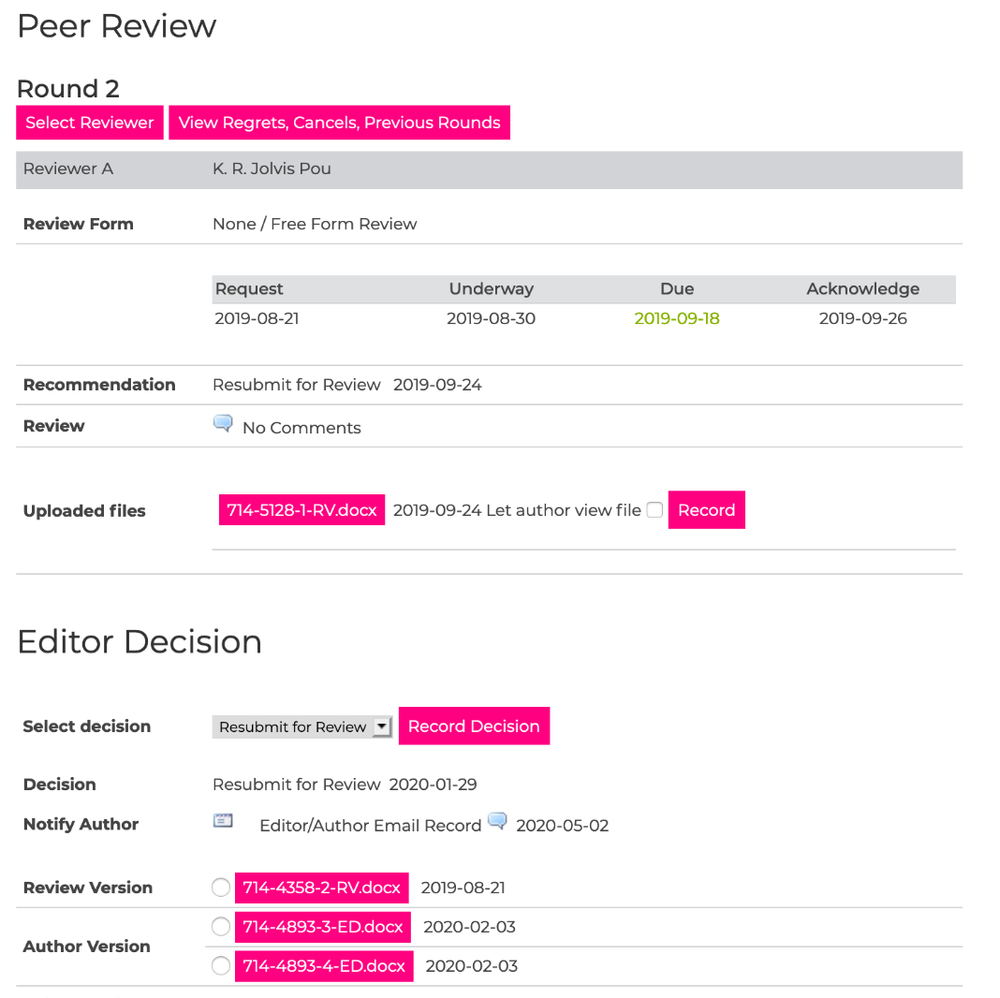 Peer Review
Round 2
Select Reviewer View Regrets, Cancels, Previous Rounds
Reviewer A K. R. Jolvis Pou
Review Form None / Free Form Review
Request Underway Due Acknowledge
2019-08-21 2019-08-30 2019-09-18 2019-09-26
Recommendation Resubmit for Review 2019-09-24
Review No Comments
Uploaded files 714-5128-1-RV.docx 2019-09-24 Let author view file Record
Editor Decision
Select decision Resubmit for Review Record Decision
Decision Resubmit for Review 2020-01-29
Notify Author Editor/Author Email Record 2020-05-02
Review Version 714-4358-2-RV.docx 2019-08-21
Author Version 714-4893-3-ED.docx 2020-02-03
714-4893-4-ED.docx 2020-02-03